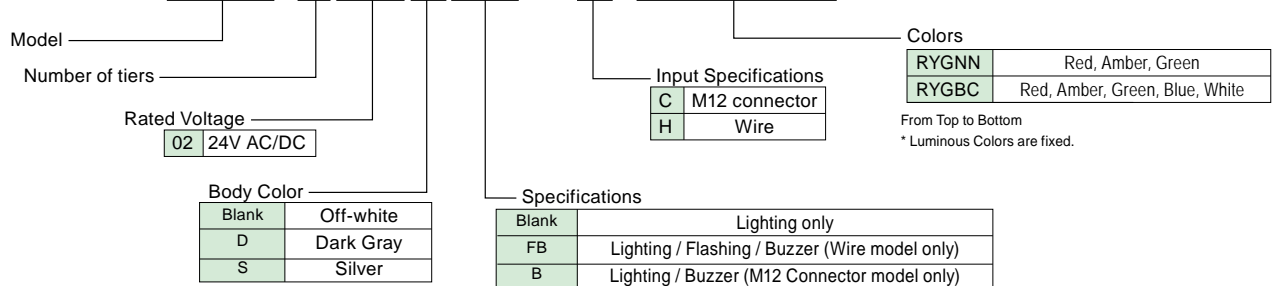 Model
Number of tiers
Rated Voltage
02 24V AC/DC
Body Color
Blank Off-white
D Dark Gray
S Silver
Specifications
Blank Lighting only
FB Lighting / Flashing / Buzzer (Wire model only)
B Lighting / Buzzer (M12 Connector model only)
Input Specifications
C M12 connector
H Wire
Colors
RYGNN Red, Amber, Green
RYGBC Red, Amber, Green, Blue, White
From Top to Bottom
* Luminous Colors are fixed.